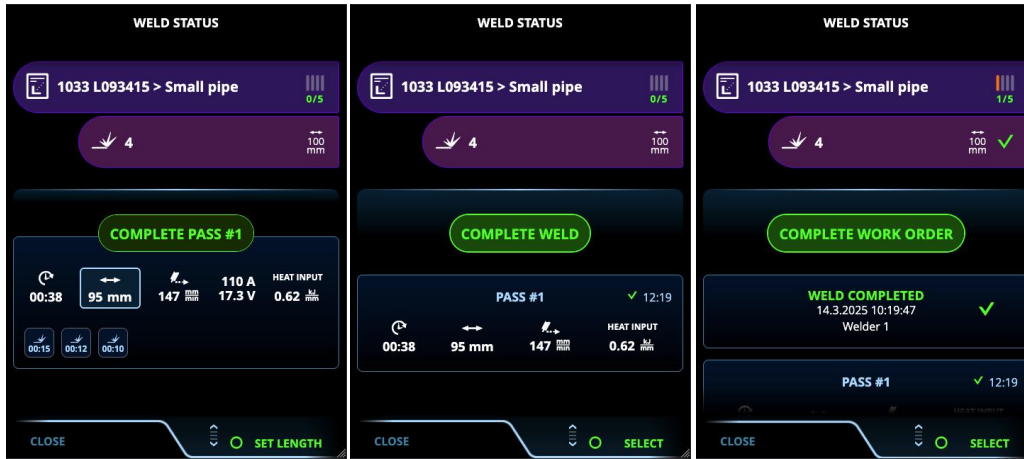 WELD STATUS
1033 L093415 > Small pipe
0/5
4
100
mm
COMPLETE PASS #1
00:38
95 mm
147 mm
min
110 A
17.3 V
HEAT INPUT
0.62 kJ
mm
00:15
00:12
00:10
CLOSE
SET LENGTH
WELD STATUS
1033 L093415 > Small pipe
0/5
4
100
mm
COMPLETE WELD
PASS #1
12:19
00:38
95 mm
147 mm
min
HEAT INPUT
0.62 kJ
mm
CLOSE
SELECT
WELD STATUS
1033 L093415 > Small pipe
1/5
4
100
mm
COMPLETE WORK ORDER
WELD COMPLETED
14.3.2025 10:19:47
Welder 1
PASS #1
12:19
HEAT INPUT
CLOSE
SELECT